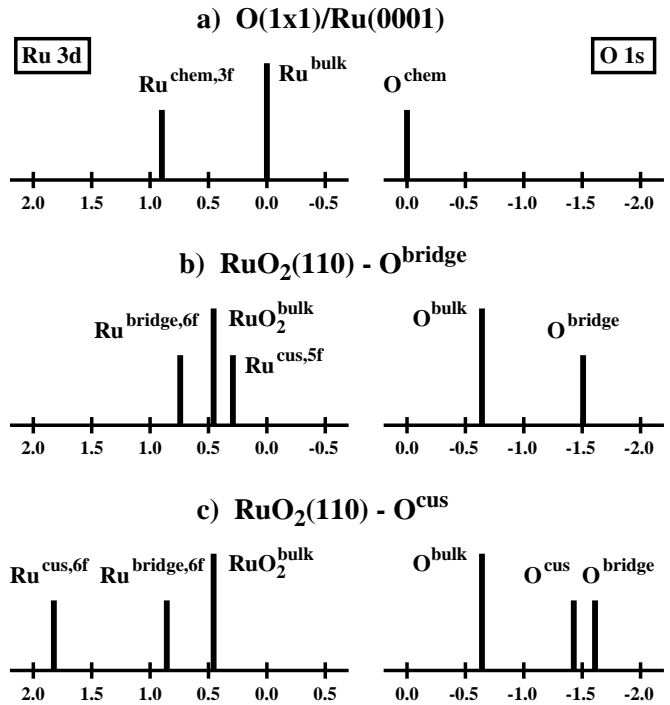 a) O(1x1)/Ru(0001)
Ru 3d
O 1s
Ru^chem,3f
Ru^bulk
O^chem
2.0 1.5 1.0 0.5 0.0 -0.5
0.0 -0.5 -1.0 -1.5 -2.0
b) RuO₂(110) - O^bridge
Ru^bridge,6f
RuO₂^bulk
Ru^cus,5f
O^bulk
O^bridge
2.0 1.5 1.0 0.5 0.0 -0.5
0.0 -0.5 -1.0 -1.5 -2.0
c) RuO₂(110) - O^cus
Ru^cus,6f
Ru^bridge,6f
RuO₂^bulk
O^bulk
O^cus
O^bridge
2.0 1.5 1.0 0.5 0.0 0.5
0.0 -0.5 -1.0 -1.5 -2.0